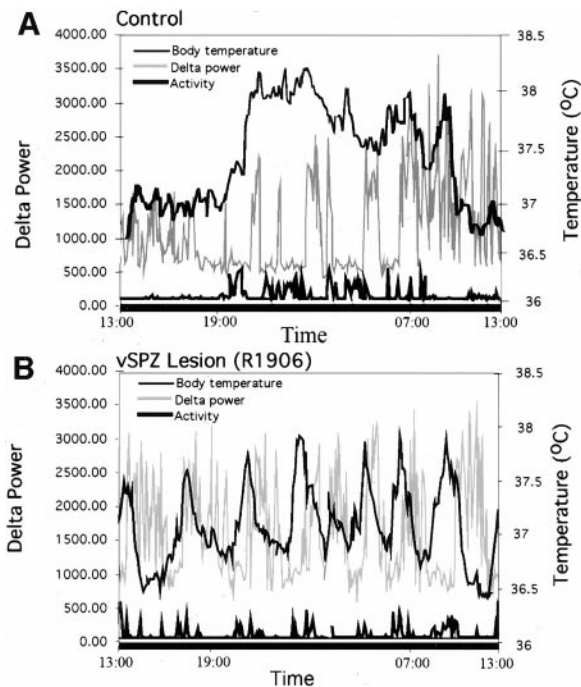 A Control
4000.00
3500.00
3000.00
2500.00
2000.00
1500.00
1000.00
500.00
0.00
Delta Power
Body temperature
Delta power
Activity
38.5
38
37.5
37
36.5
36
Temperature (ºC)
13:00 19:00 07:00 13:00
Time
B vSPZ Lesion (R1906)
4000.00
3500.00
3000.00
2500.00
2000.00
1500.00
1000.00
500.00
0.00
Delta Power
Body temperature
Delta power
Activity
38.5
38
37.5
37
36.5
36
Temperature (ºC)
13:00 19:00 07:00 13:00
Time